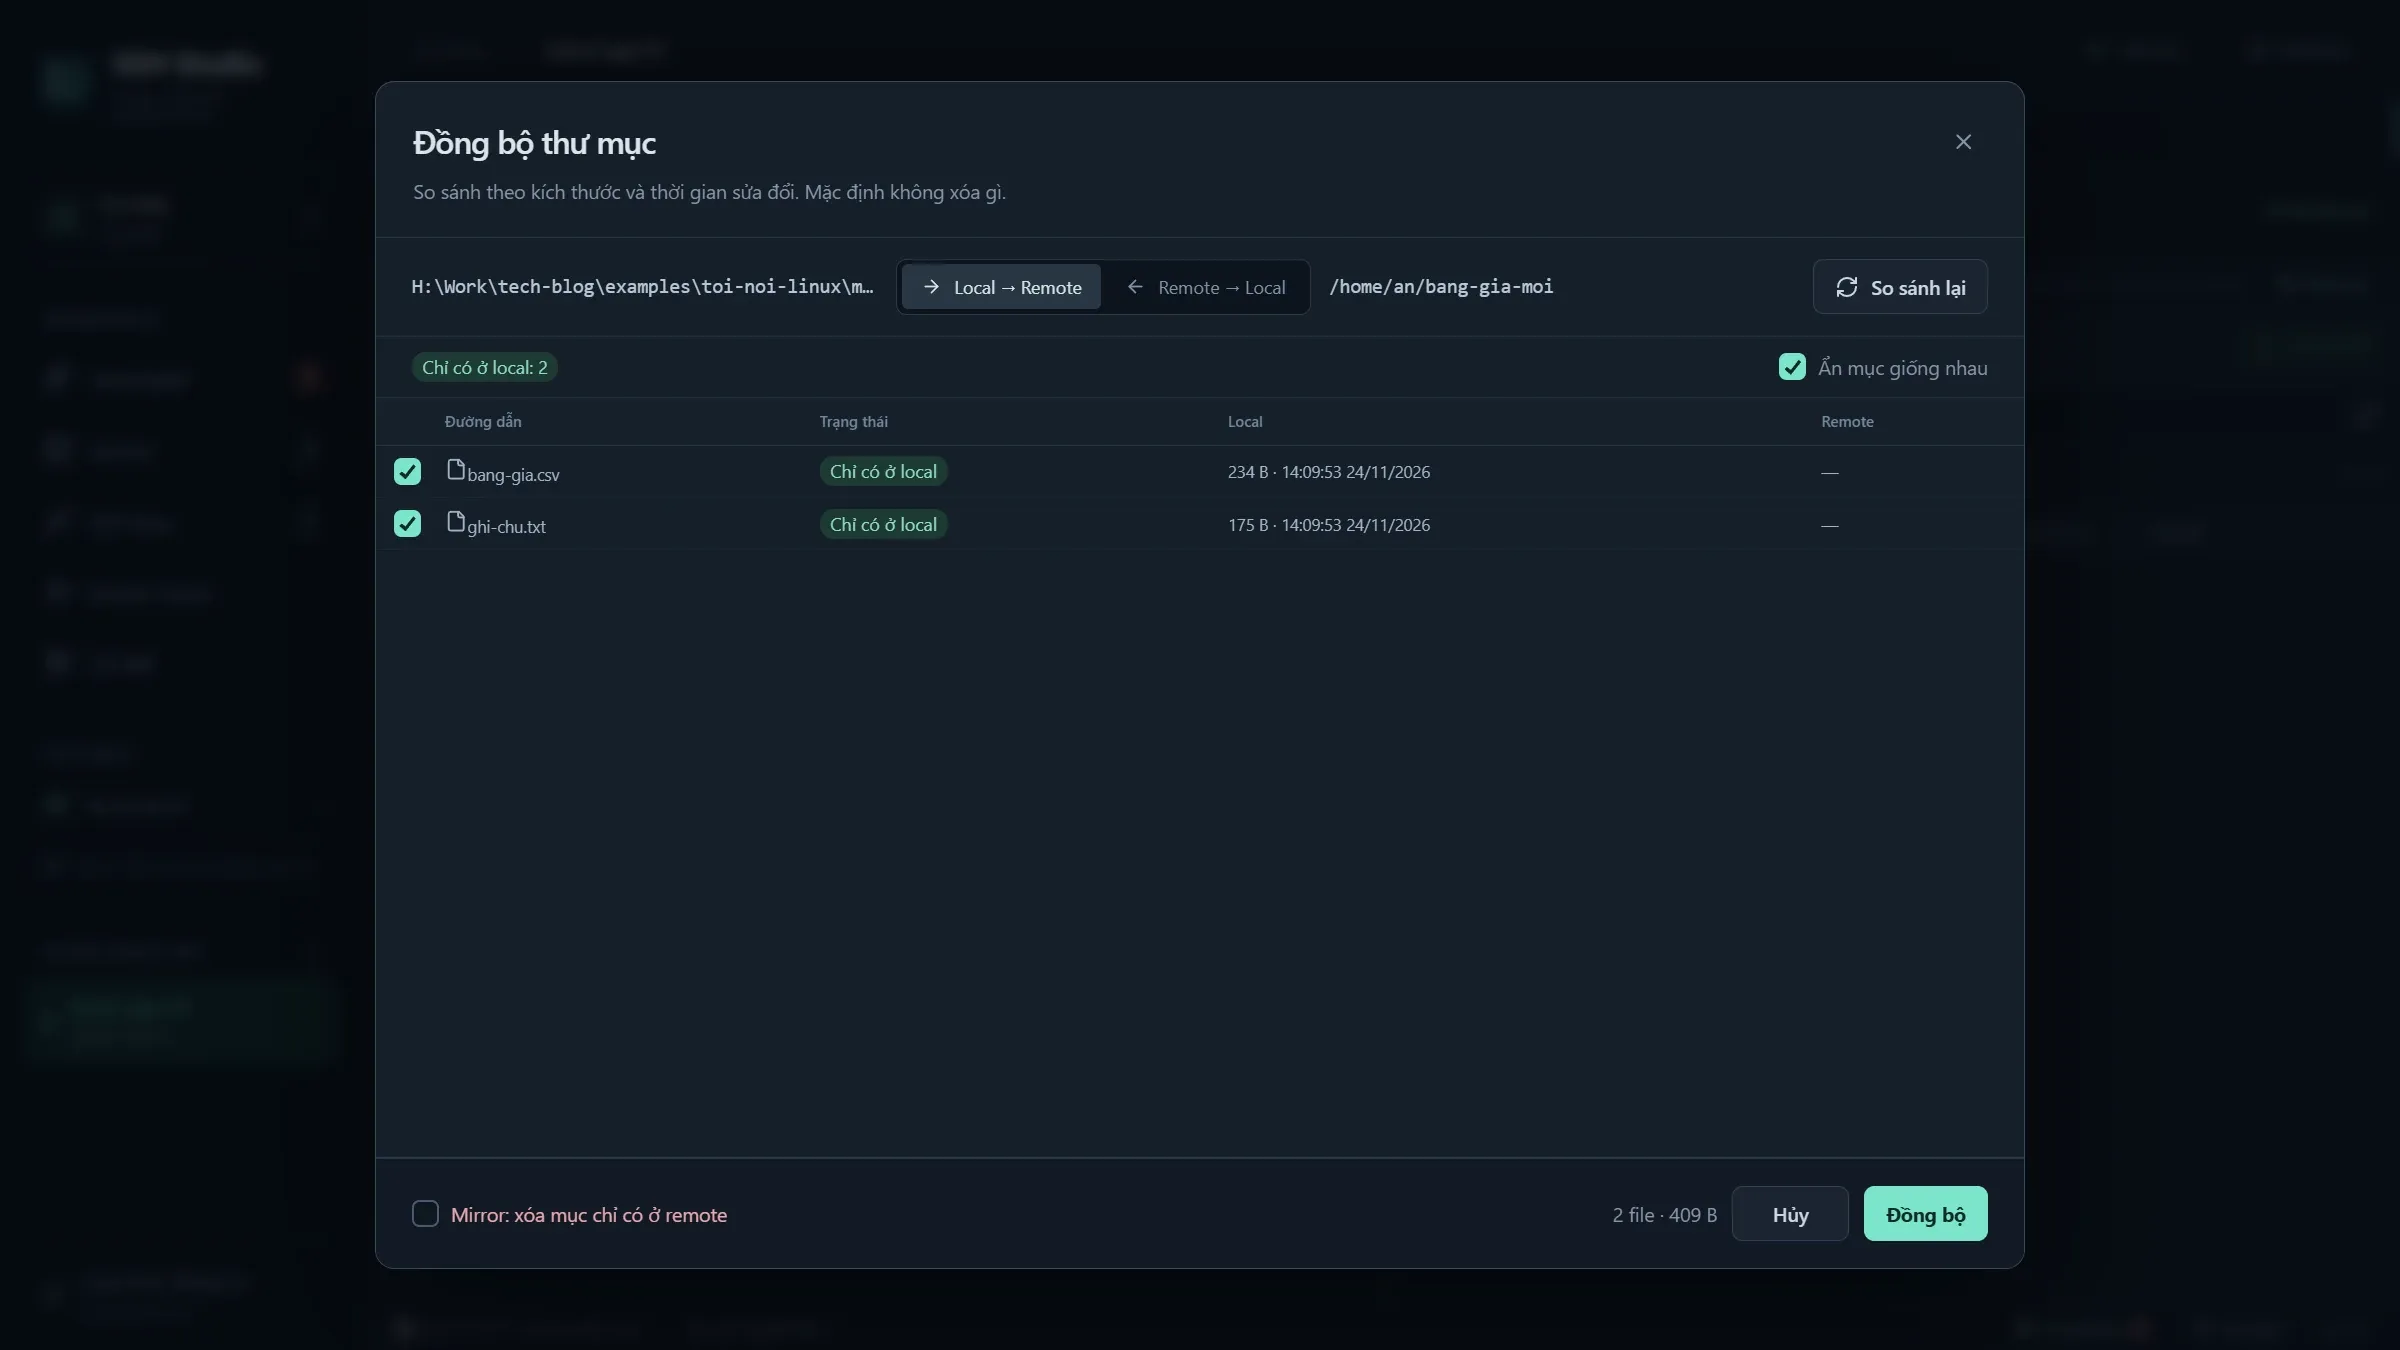 Đồng bộ thư mục
So sánh theo kích thước và thời gian sửa đổi. Mặc định không xóa gì.
H:\Work\tech-blog\examples\toi-noi-linux\m… → Local → Remote ← Remote → Local /home/an/bang-gia-moi So sánh lại
Chỉ có ở local: 2 Ẩn mục giống nhau
Đường dẫn Trạng thái Local Remote
bang-gia.csv Chỉ có ở local 234 B · 14:09:53 24/11/2026 —
ghi-chu.txt Chỉ có ở local 175 B · 14:09:53 24/11/2026 —
Mirror: xóa mục chỉ có ở remote 2 file · 409 B Hủy Đồng bộ